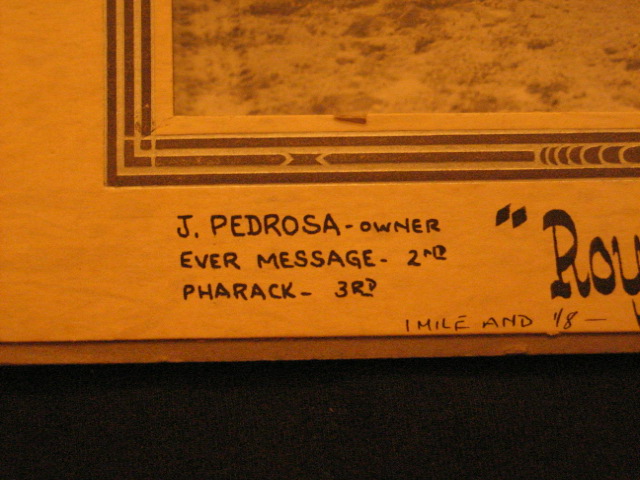 J. PEDROSA - OWNER
EVER MESSAGE - 2ND
PHARACK - 3RD
1 MILE AND 1/8 —